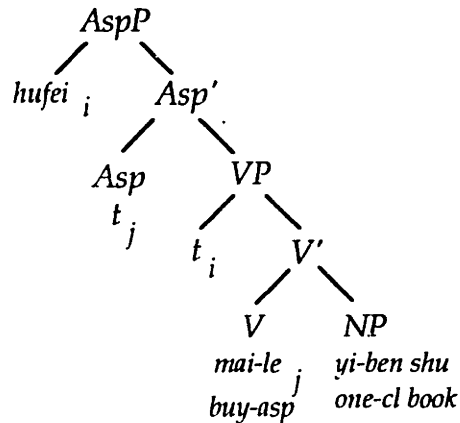 AspP
hufei i Asp'
Asp VP
t j t i V'
V NP
mai-le j yi-ben shu
buy-asp one-cl book